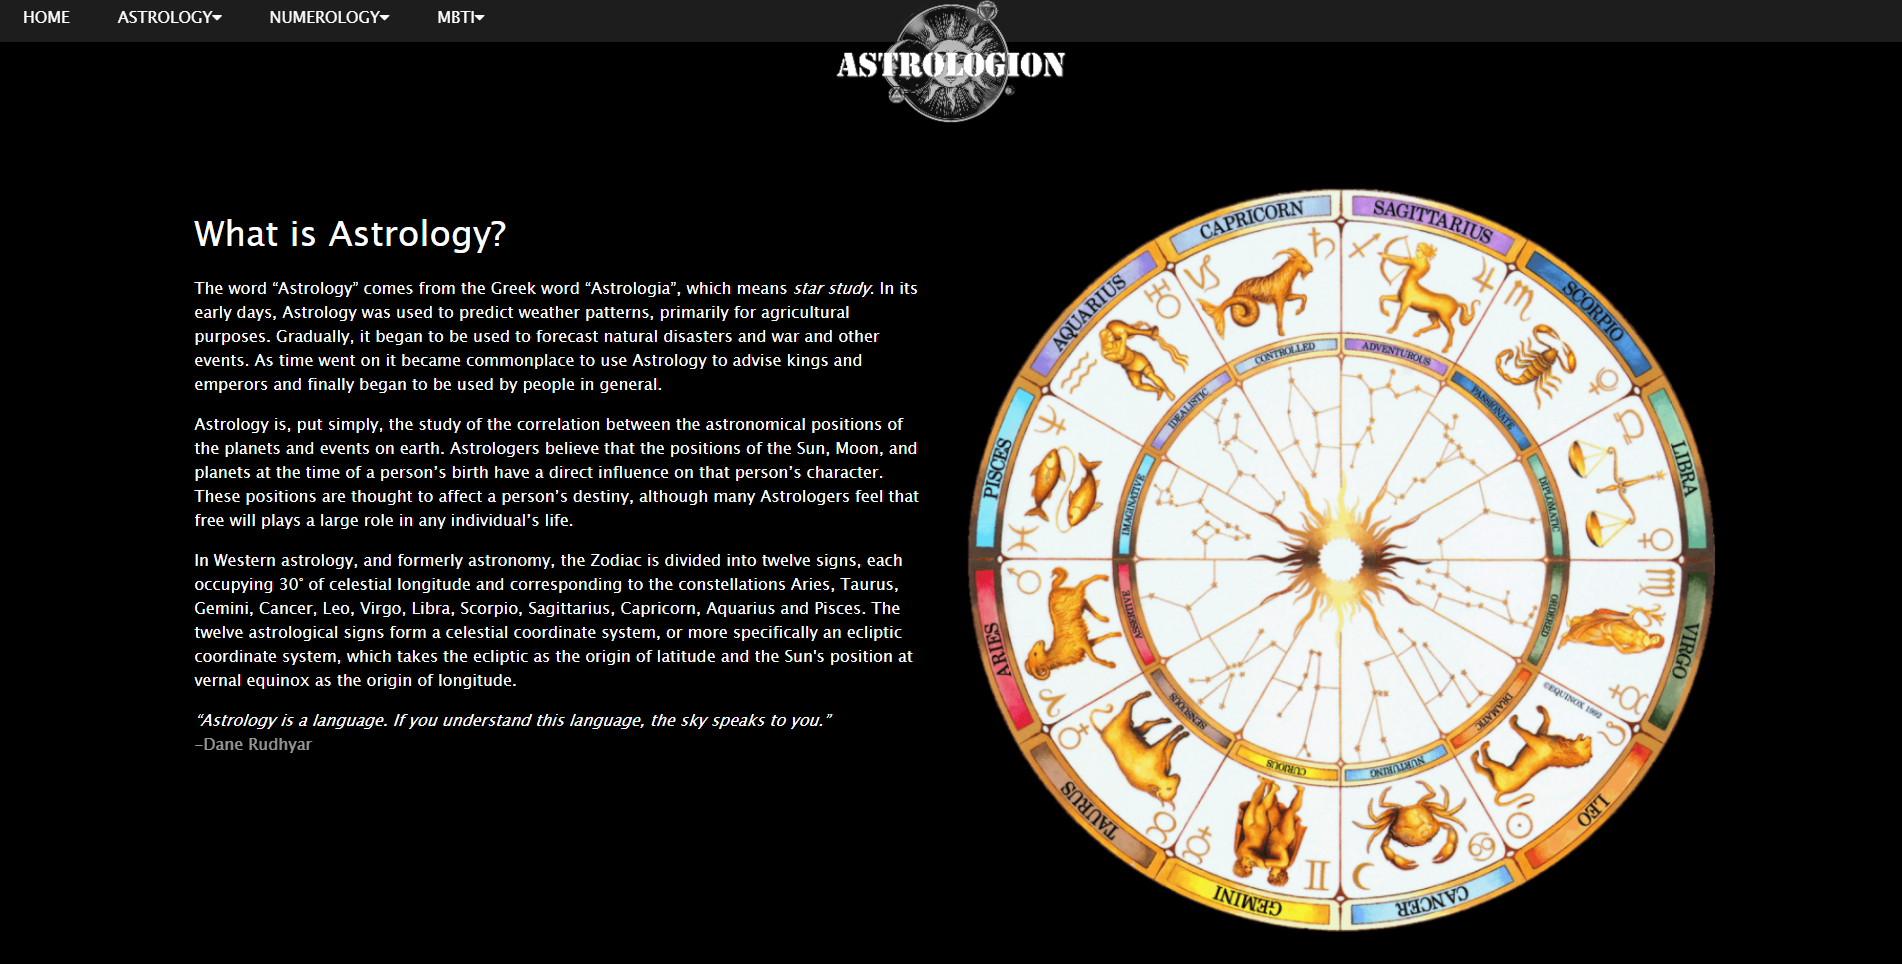 HOME
ASTROLOGY
NUMEROLOGY
MBTI
ASTROLOGION
What is Astrology?
The word “Astrology” comes from the Greek word “Astrologia”, which means star study. In its
early days, Astrology was used to predict weather patterns, primarily for agricultural
purposes. Gradually, it began to be used to forecast natural disasters and war and other
events. As time went on it became commonplace to use Astrology to advise kings and
emperors and finally began to be used by people in general.
Astrology is, put simply, the study of the correlation between the astronomical positions of
the planets and events on earth. Astrologers believe that the positions of the Sun, Moon, and
planets at the time of a person’s birth have a direct influence on that person’s character.
These positions are thought to affect a person’s destiny, although many Astrologers feel that
free will plays a large role in any individual’s life.
In Western astrology, and formerly astronomy, the Zodiac is divided into twelve signs, each
occupying 30° of celestial longitude and corresponding to the constellations Aries, Taurus,
Gemini, Cancer, Leo, Virgo, Libra, Scorpio, Sagittarius, Capricorn, Aquarius and Pisces. The
twelve astrological signs form a celestial coordinate system, or more specifically an ecliptic
coordinate system, which takes the ecliptic as the origin of latitude and the Sun's position at
vernal equinox as the origin of longitude.
“Astrology is a language. If you understand this language, the sky speaks to you.”
–Dane Rudhyar
CAPRICORN
SAGITTARIUS
SCORPIO
LIBRA
VIRGO
LEO
CANCER
GEMINI
TAURUS
ARIES
PISCES
AQUARIUS
CONTROLLED
ADVENTUROUS
PASSIONATE
DIPLOMATIC
ORDERED
DRAMATIC
NURTURING
CURIOUS
SENSUOUS
ASSERTIVE
IMAGINATIVE
IDEALISTIC
©EQUINOX 1992